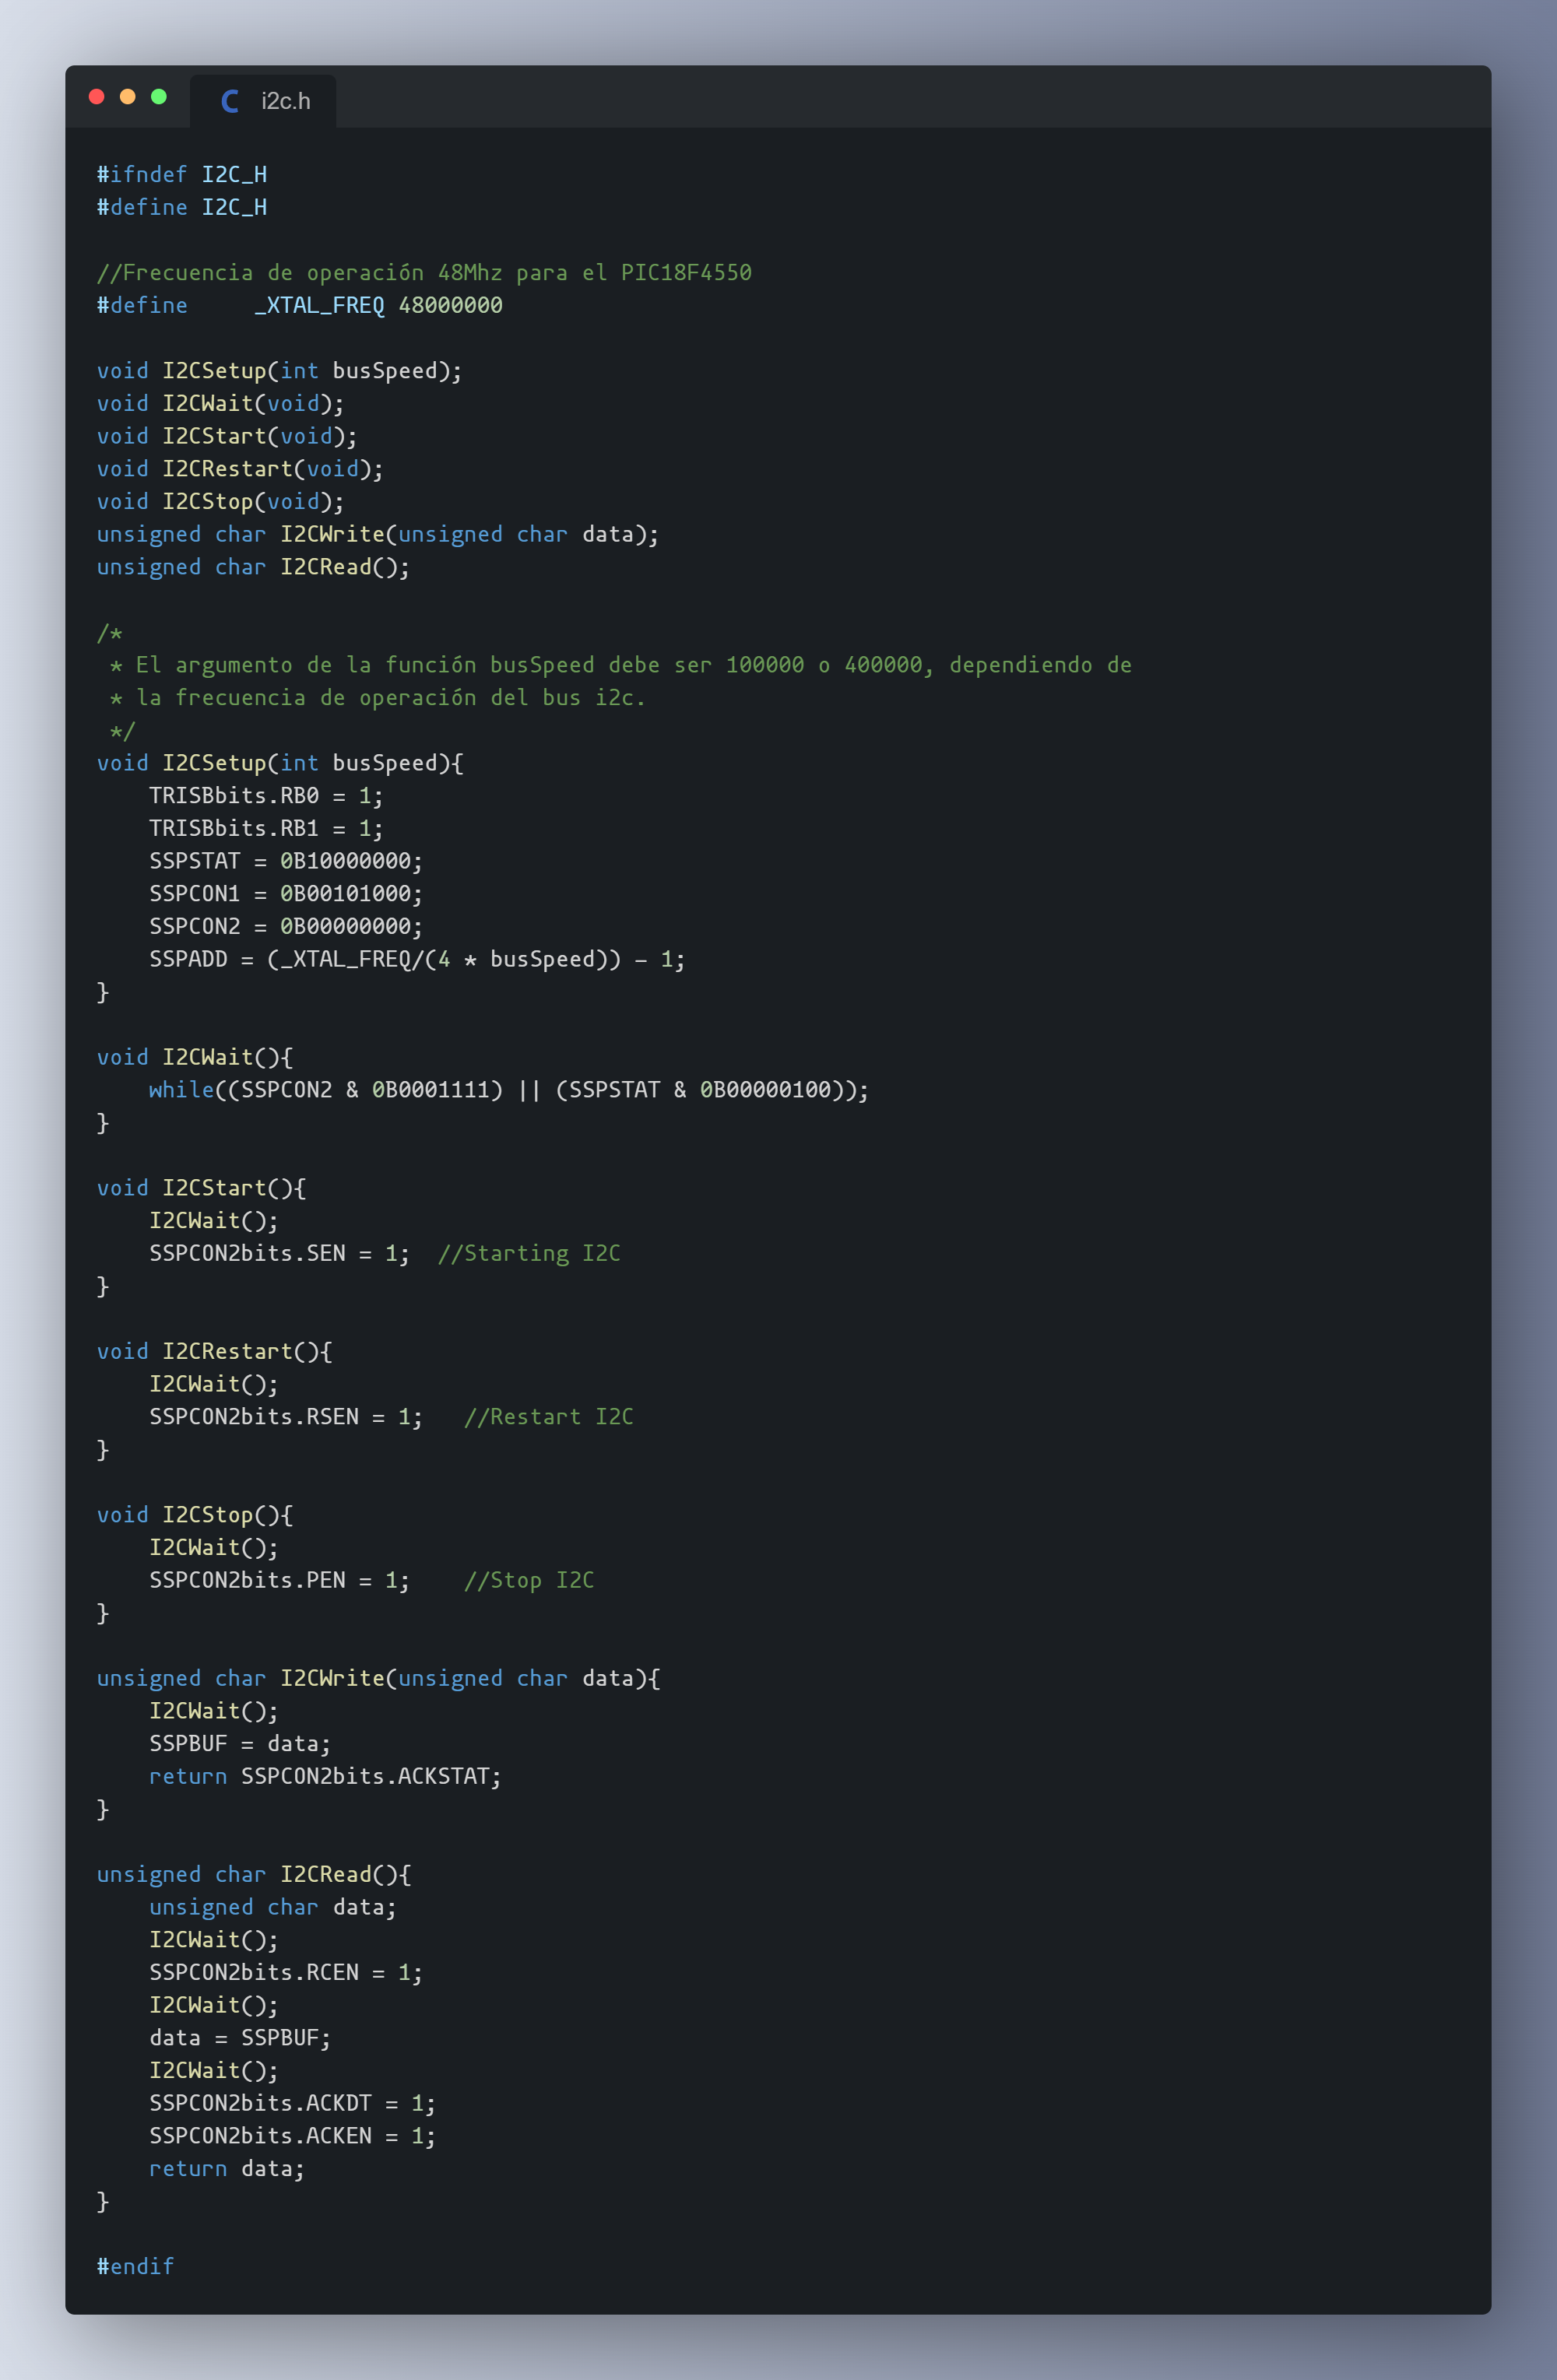 i2c.h
#ifndef I2C_H
#define I2C_H
//Frecuencia de operación 48Mhz para el PIC18F4550
#define     _XTAL_FREQ 48000000
void I2CSetup(int busSpeed);
void I2CWait(void);
void I2CStart(void);
void I2CRestart(void);
void I2CStop(void);
unsigned char I2CWrite(unsigned char data);
unsigned char I2CRead();
/*
 * El argumento de la función busSpeed debe ser 100000 o 400000, dependiendo de
 * la frecuencia de operación del bus i2c.
 */
void I2CSetup(int busSpeed){
    TRISBbits.RB0 = 1;
    TRISBbits.RB1 = 1;
    SSPSTAT = 0B10000000;
    SSPCON1 = 0B00101000;
    SSPCON2 = 0B00000000;
    SSPADD = (_XTAL_FREQ/(4 * busSpeed)) - 1;
}
void I2CWait(){
    while((SSPCON2 & 0B0001111) || (SSPSTAT & 0B00000100));
}
void I2CStart(){
    I2CWait();
    SSPCON2bits.SEN = 1;  //Starting I2C
}
void I2CRestart(){
    I2CWait();
    SSPCON2bits.RSEN = 1;   //Restart I2C
}
void I2CStop(){
    I2CWait();
    SSPCON2bits.PEN = 1;    //Stop I2C
}
unsigned char I2CWrite(unsigned char data){
    I2CWait();
    SSPBUF = data;
    return SSPCON2bits.ACKSTAT;
}
unsigned char I2CRead(){
    unsigned char data;
    I2CWait();
    SSPCON2bits.RCEN = 1;
    I2CWait();
    data = SSPBUF;
    I2CWait();
    SSPCON2bits.ACKDT = 1;
    SSPCON2bits.ACKEN = 1;
    return data;
}
#endif